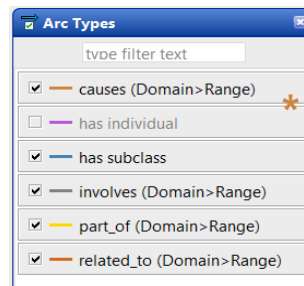 Arc Types
type filter text
causes (Domain>Range)
*
has individual
has subclass
involves (Domain>Range)
part_of (Domain>Range)
related_to (Domain>Range)